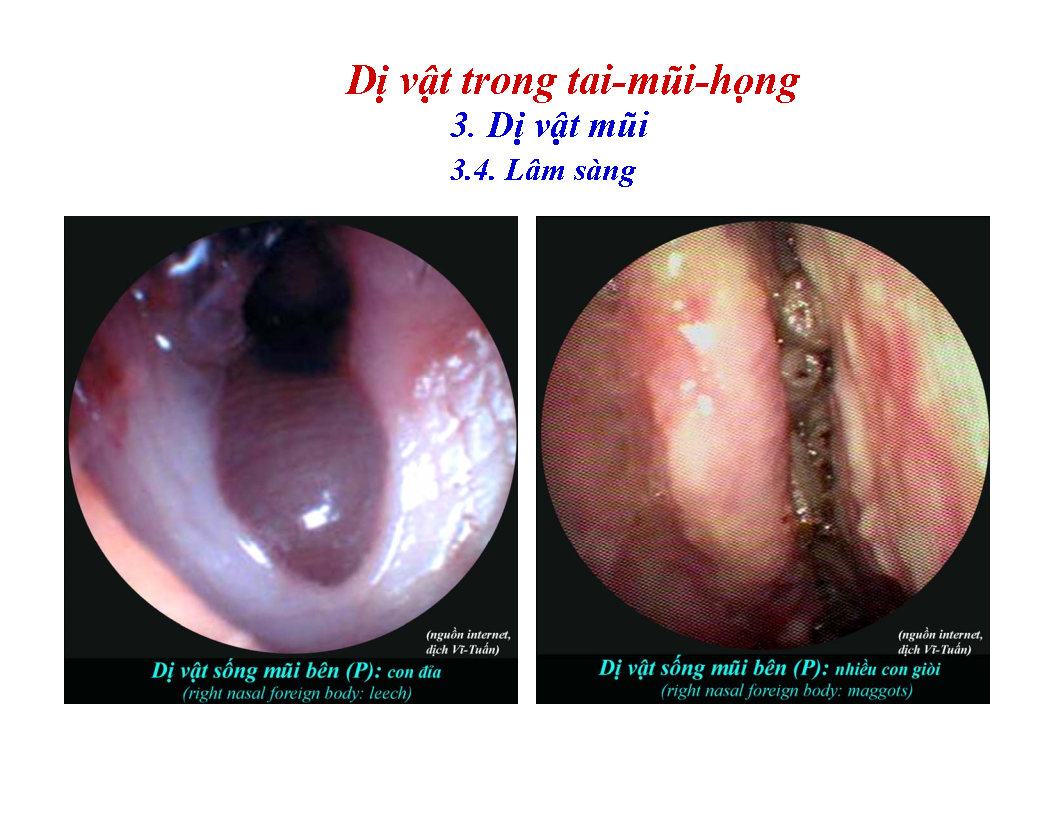 Dị vật trong tai-mũi-họng
3. Dị vật mũi
3.4. Lâm sàng
(nguồn internet,
dịch Vĩ-Tuấn)
Dị vật sống mũi bên (P): con đỉa
(right nasal foreign body: leech)
(nguồn internet,
dịch Vĩ-Tuấn)
Dị vật sống mũi bên (P): nhiều con giòi
(right nasal foreign body: maggots)